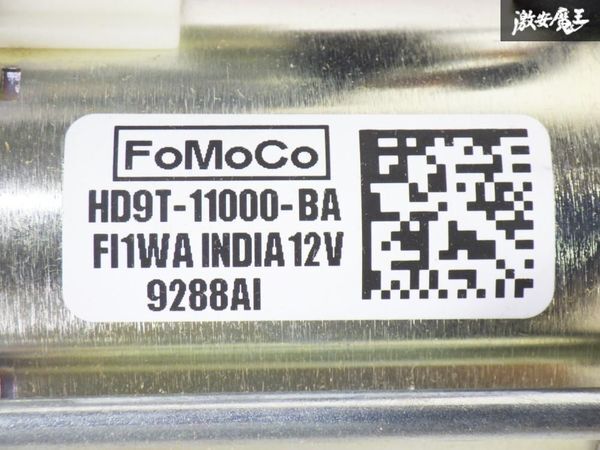 激安魔王
FoMoCo
HD9T-11000-BA
FI1WA INDIA 12V
9288AI